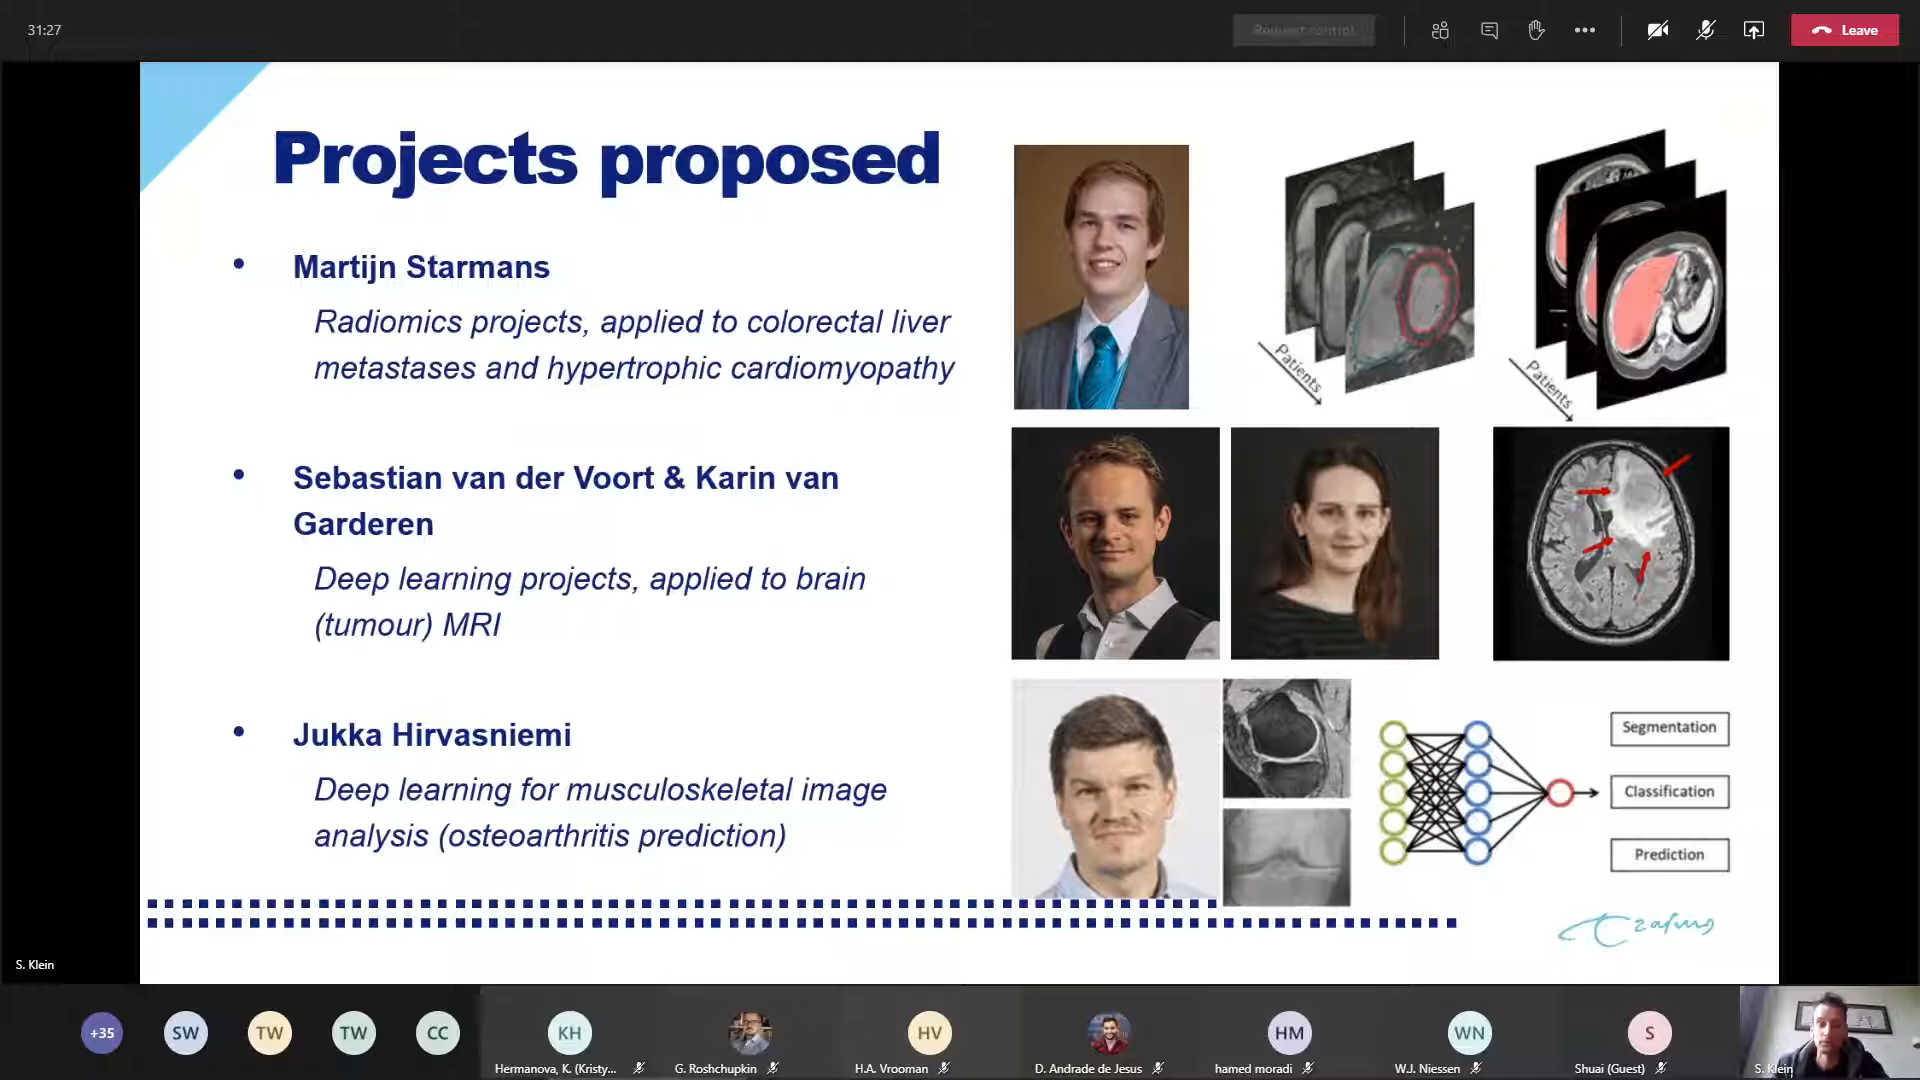 31:27
Request control
Leave
Projects proposed
• Martijn Starmans
Radiomics projects, applied to colorectal liver
metastases and hypertrophic cardiomyopathy
• Sebastian van der Voort & Karin van
Garderen
Deep learning projects, applied to brain
(tumour) MRI
• Jukka Hirvasniemi
Deep learning for musculoskeletal image
analysis (osteoarthritis prediction)
Patients
Patients
Segmentation
Classification
Prediction
Erasmus
S. Klein
+35
SW
TW
TW
CC
KH
HV
HM
WN
S
Hermanova, K. (Kristy...
G. Roshchupkin
H.A. Vrooman
D. Andrade de Jesus
hamed moradi
W.J. Niessen
Shuai (Guest)
S. Klein